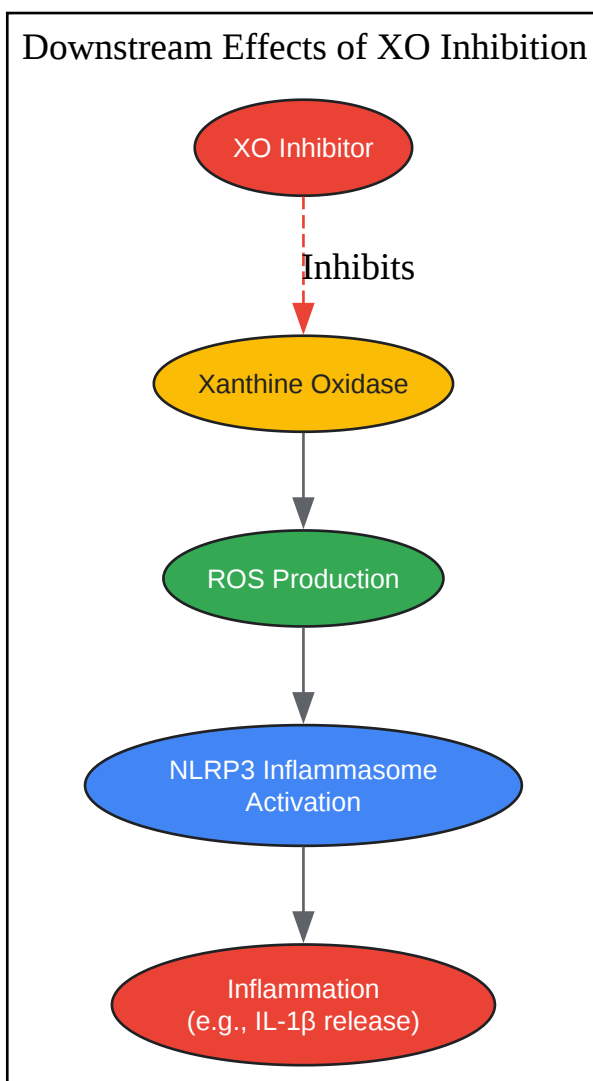 Downstream Effects of XO Inhibition
XO Inhibitor
Inhibits
Xanthine Oxidase
ROS Production
NLRP3 Inflammasome
Activation
Inflammation
(e.g., IL-1β release)